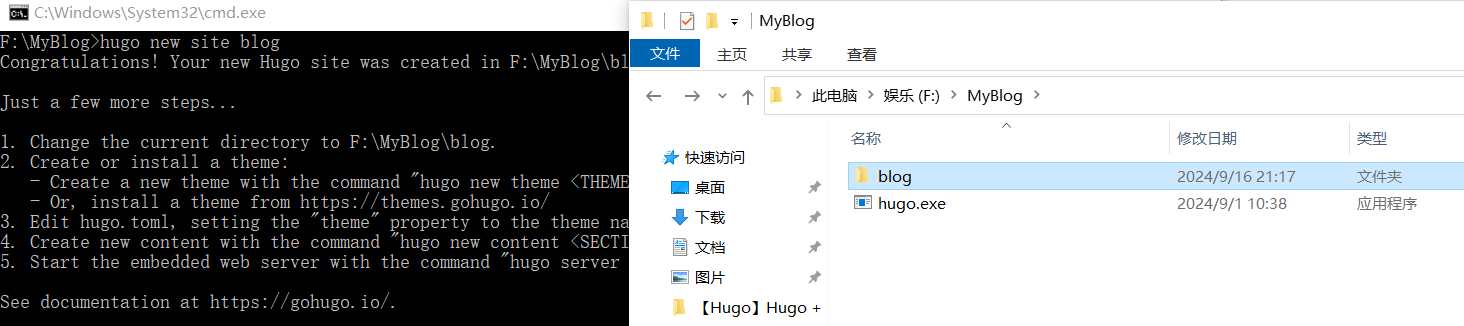 C:\Windows\System32\cmd.exe
F:\MyBlog>hugo new site blog
Congratulations! Your new Hugo site was created in F:\MyBlog\bl
Just a few more steps...
1. Change the current directory to F:\MyBlog\blog.
2. Create or install a theme:
- Create a new theme with the command "hugo new theme <THEME
- Or, install a theme from https://themes.gohugo.io/
3. Edit hugo.toml, setting the "theme" property to the theme na
4. Create new content with the command "hugo new content <SECTI
5. Start the embedded web server with the command "hugo server
See documentation at https://gohugo.io/.
MyBlog
文件 主页 共享 查看
此电脑 娱乐 (F:) MyBlog
名称 修改日期 类型
快速访问
桌面
下载
文档
图片
【Hugo】Hugo +
blog 2024/9/16 21:17 文件夹
hugo.exe 2024/9/1 10:38 应用程序